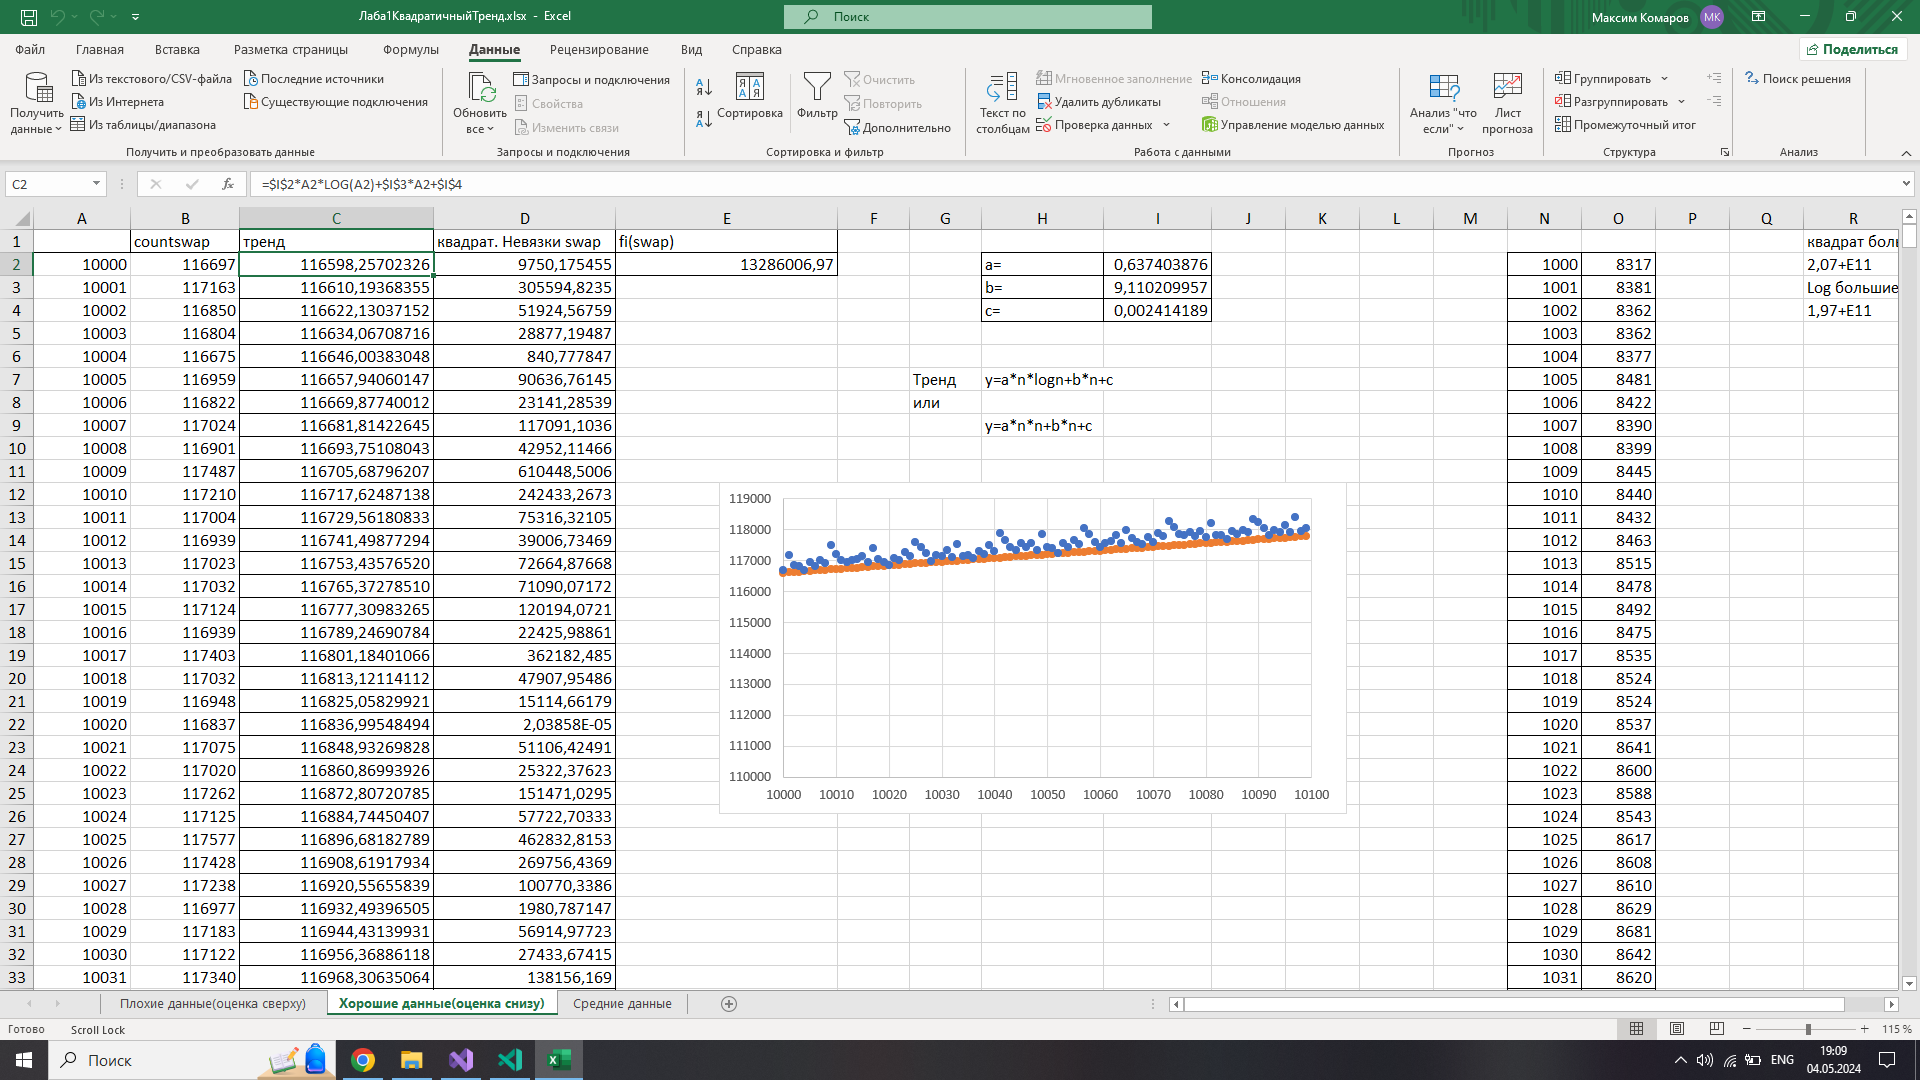 Лаба1КвадратичныйТренд.xlsx - Excel
Поиск
Максим Комаров
МК
Файл Главная Вставка Разметка страницы Формулы Данные Рецензирование Вид Справка
Поделиться
Получить данные
Из текстового/CSV-файла
Из Интернета
Из таблицы/диапазона
Последние источники
Существующие подключения
Получить и преобразовать данные
Обновить все
Запросы и подключения
Свойства
Изменить связи
Запросы и подключения
Сортировка
Фильтр
Очистить
Повторить
Дополнительно
Сортировка и фильтр
Текст по столбцам
Мгновенное заполнение
Удалить дубликаты
Проверка данных
Консолидация
Отношения
Управление моделью данных
Работа с данными
Анализ "что если"
Лист прогноза
Прогноз
Группировать
Разгруппировать
Промежуточный итог
Структура
Поиск решения
Анализ
C2
fx
=$I$2*A2*LOG(A2)+$I$3*A2+$I$4
A B C D E F G H I J K L M N O P Q R
1 countswap тренд квадрат. Невязки swap fi(swap) квадрат боль
2 10000 116697 116598,25702326 9750,175455 13286006,97 a= 0,637403876 1000 8317 2,07+E11
3 10001 117163 116610,19368355 305594,8235 b= 9,110209957 1001 8381 Log большие
4 10002 116850 116622,13037152 51924,56759 c= 0,002414189 1002 8362 1,97+E11
5 10003 116804 116634,06708716 28877,19487 1003 8362
6 10004 116675 116646,00383048 840,777847 1004 8377
7 10005 116959 116657,94060147 90636,76145 Тренд y=a*n*logn+b*n+c 1005 8481
8 10006 116822 116669,87740012 23141,28539 или 1006 8422
9 10007 117024 116681,81422645 117091,1036 y=a*n*n+b*n+c 1007 8390
10 10008 116901 116693,75108043 42952,11466 1008 8399
11 10009 117487 116705,68796207 610448,5006 1009 8445
12 10010 117210 116717,62487138 242433,2673 1010 8440
13 10011 117004 116729,56180833 75316,32105 1011 8432
14 10012 116939 116741,49877294 39006,73469 1012 8463
15 10013 117023 116753,43576520 72664,87668 1013 8515
16 10014 117032 116765,37278510 71090,07172 1014 8478
17 10015 117124 116777,30983265 120194,0721 1015 8492
18 10016 116939 116789,24690784 22425,98861 1016 8475
19 10017 117403 116801,18401066 362182,485 1017 8535
20 10018 117032 116813,12114112 47907,95486 1018 8524
21 10019 116948 116825,05829921 15114,66179 1019 8524
22 10020 116837 116836,99548494 2,03858E-05 1020 8537
23 10021 117075 116848,93269828 51106,42491 1021 8641
24 10022 117020 116860,86993926 25322,37623 1022 8600
25 10023 117262 116872,80720785 151471,0295 1023 8588
26 10024 117125 116884,74450407 57722,70333 1024 8543
27 10025 117577 116896,68182789 462832,8153 1025 8617
28 10026 117428 116908,61917934 269756,4369 1026 8608
29 10027 117238 116920,55655839 100770,3386 1027 8610
30 10028 116977 116932,49396505 1980,787147 1028 8629
31 10029 117183 116944,43139931 56914,97723 1029 8681
32 10030 117122 116956,36886118 27433,67415 1030 8642
33 10031 117340 116968,30635064 138156,169 1031 8620
119000
118000
117000
116000
115000
114000
113000
112000
111000
110000
10000 10010 10020 10030 10040 10050 10060 10070 10080 10090 10100
Плохие данные(оценка сверху) Хорошие данные(оценка снизу) Средние данные
Готово Scroll Lock 115 %
Поиск
ENG
19:09
04.05.2024